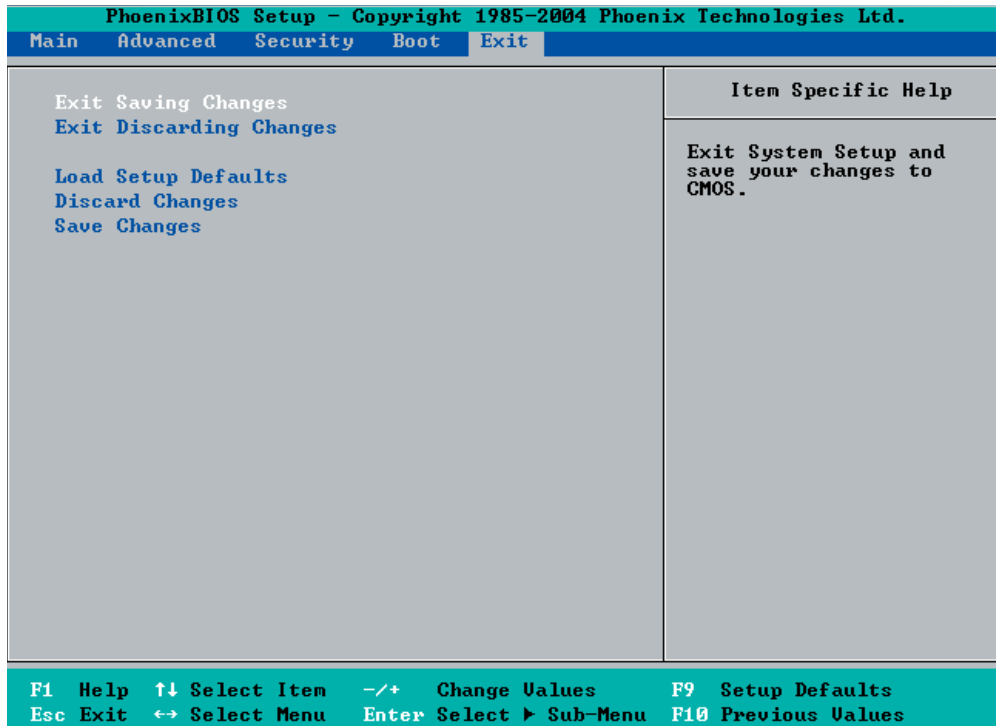 PhoenixBIOS Setup – Copyright 1985–2004 Phoenix Technologies Ltd.
Main Advanced Security Boot Exit
Exit Saving Changes
Exit Discarding Changes
Load Setup Defaults
Discard Changes
Save Changes
Item Specific Help
Exit System Setup and
save your changes to
CMOS.
F1 Help ↑↓ Select Item -/+ Change Values F9 Setup Defaults
Esc Exit ↔ Select Menu Enter Select ▶ Sub-Menu F10 Previous Values